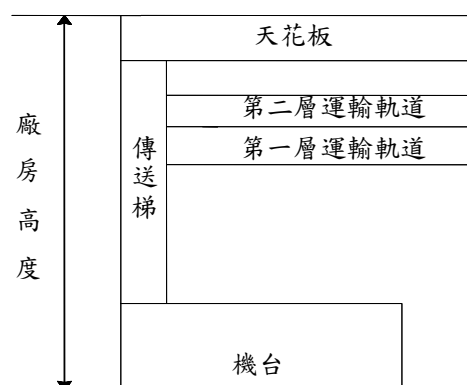 天花板
第二層運輸軌道
第一層運輸軌道
廠房高度
傳送梯
機台